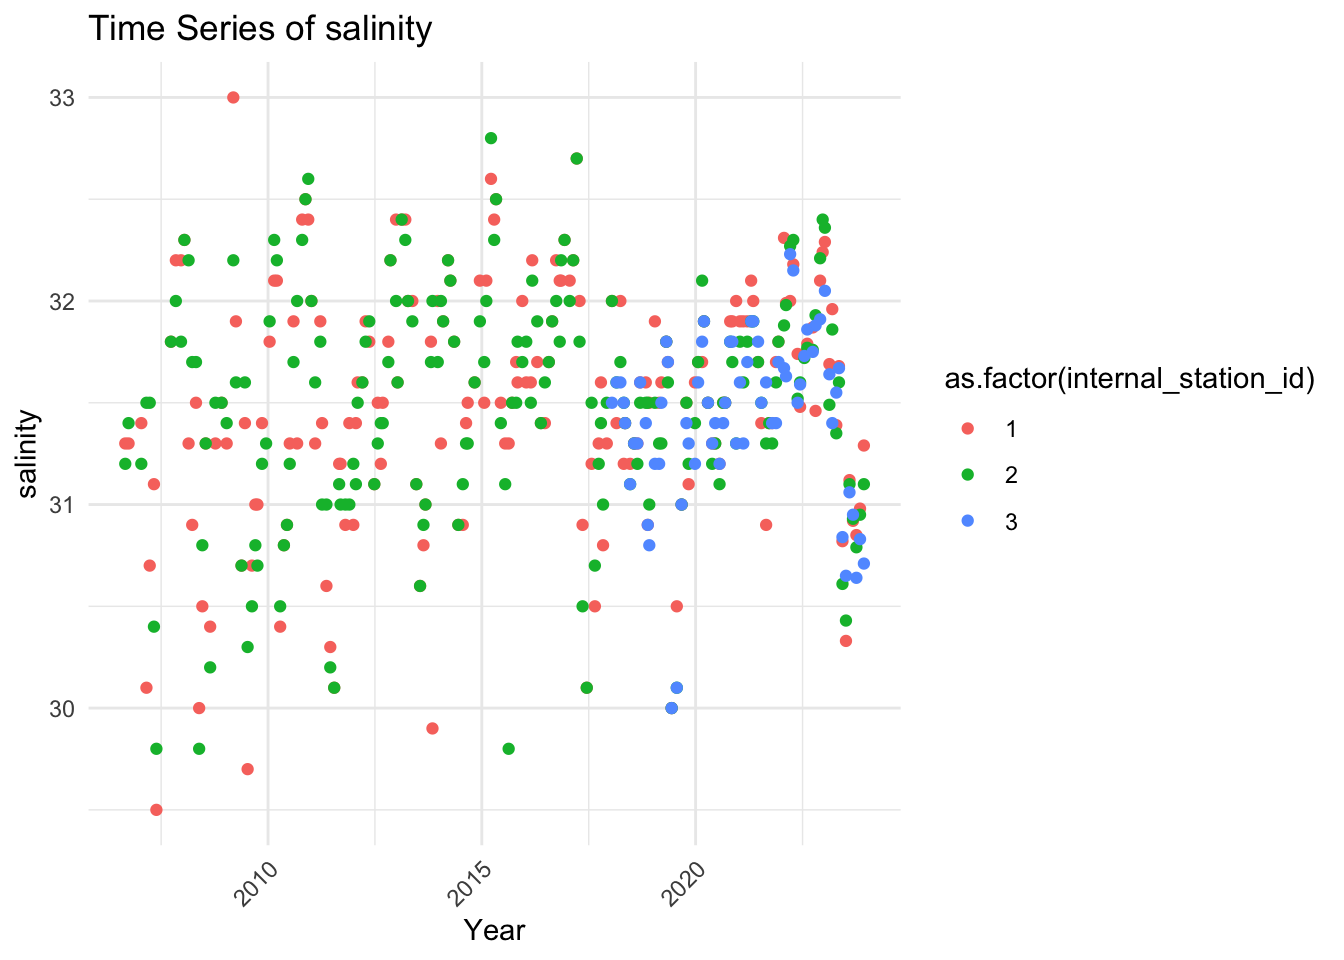 Time Series of salinity
33
32
31
30
salinity
2010
2015
2020
Year
as.factor(internal_station_id)
1
2
3